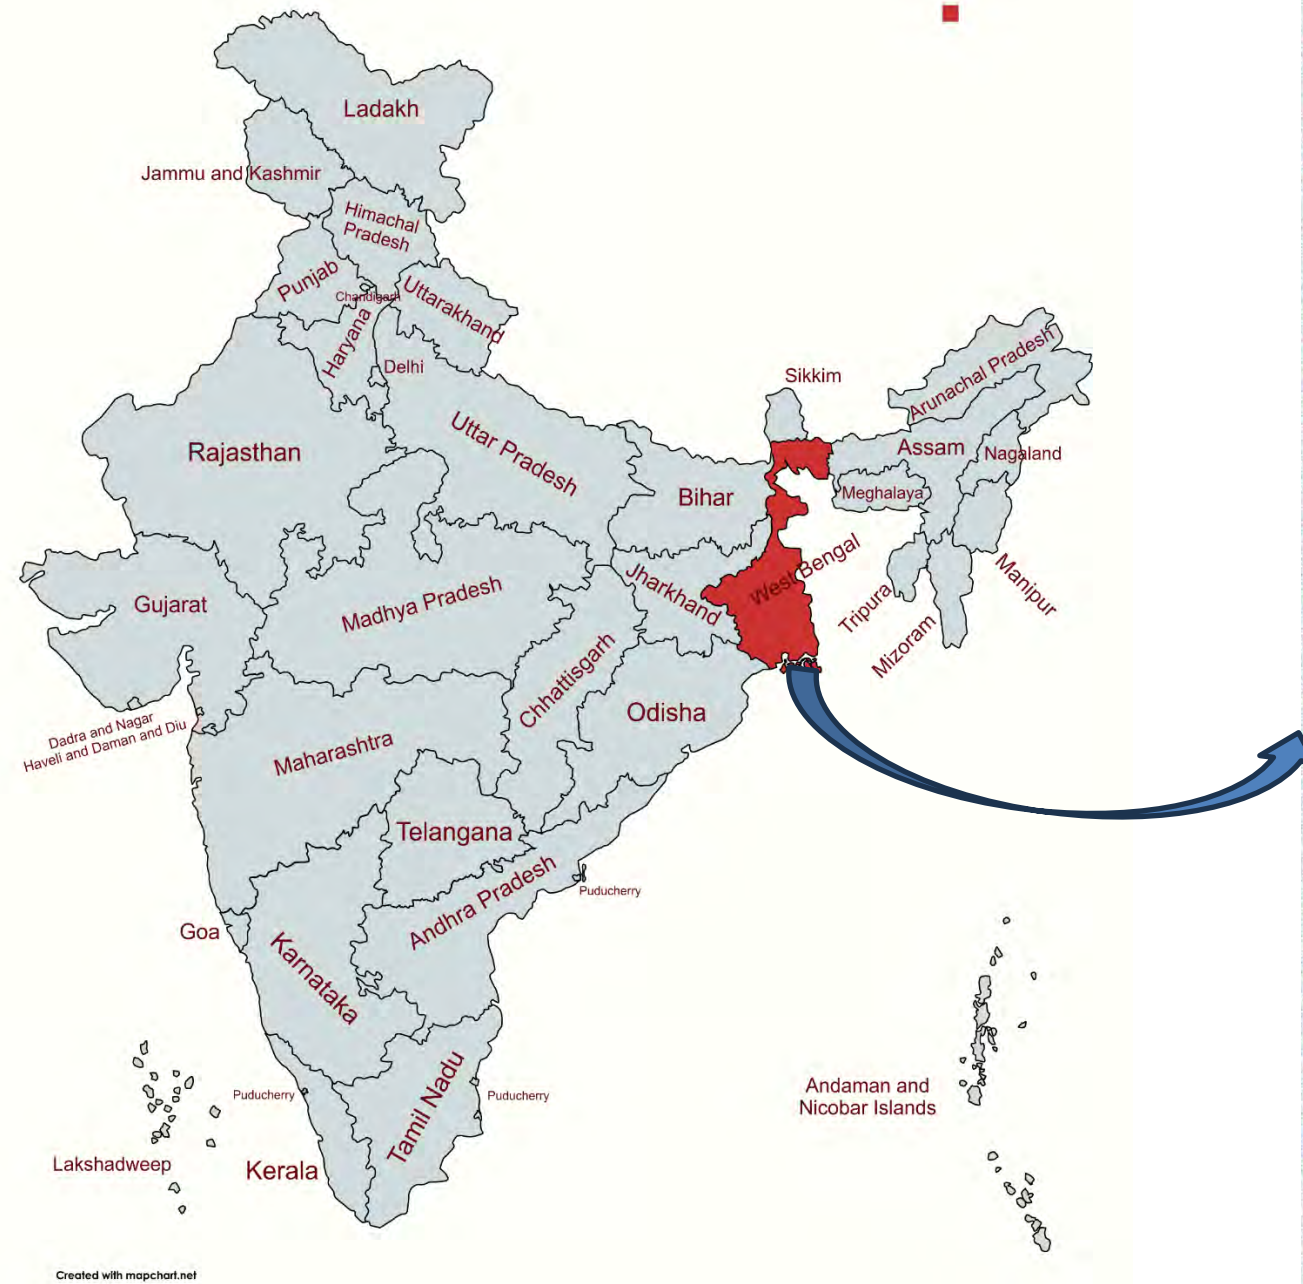 Ladakh
Jammu and Kashmir
Himachal
Pradesh
Punjab
Chandigarh
Uttarakhand
Haryana
Delhi
Sikkim
Arunachal Pradesh
Rajasthan
Uttar Pradesh
Assam
Nagaland
Bihar
Meghalaya
West Bengal
Jharkhand
Manipur
Gujarat
Madhya Pradesh
Tripura
Mizoram
Chhattisgarh
Odisha
Dadra and Nagar
Haveli and Daman and Diu
Maharashtra
Telangana
Andhra Pradesh
Puducherry
Goa
Karnataka
Andaman and
Nicobar Islands
Puducherry
Tamil Nadu
Puducherry
Lakshadweep
Kerala
Created with mapchart.net